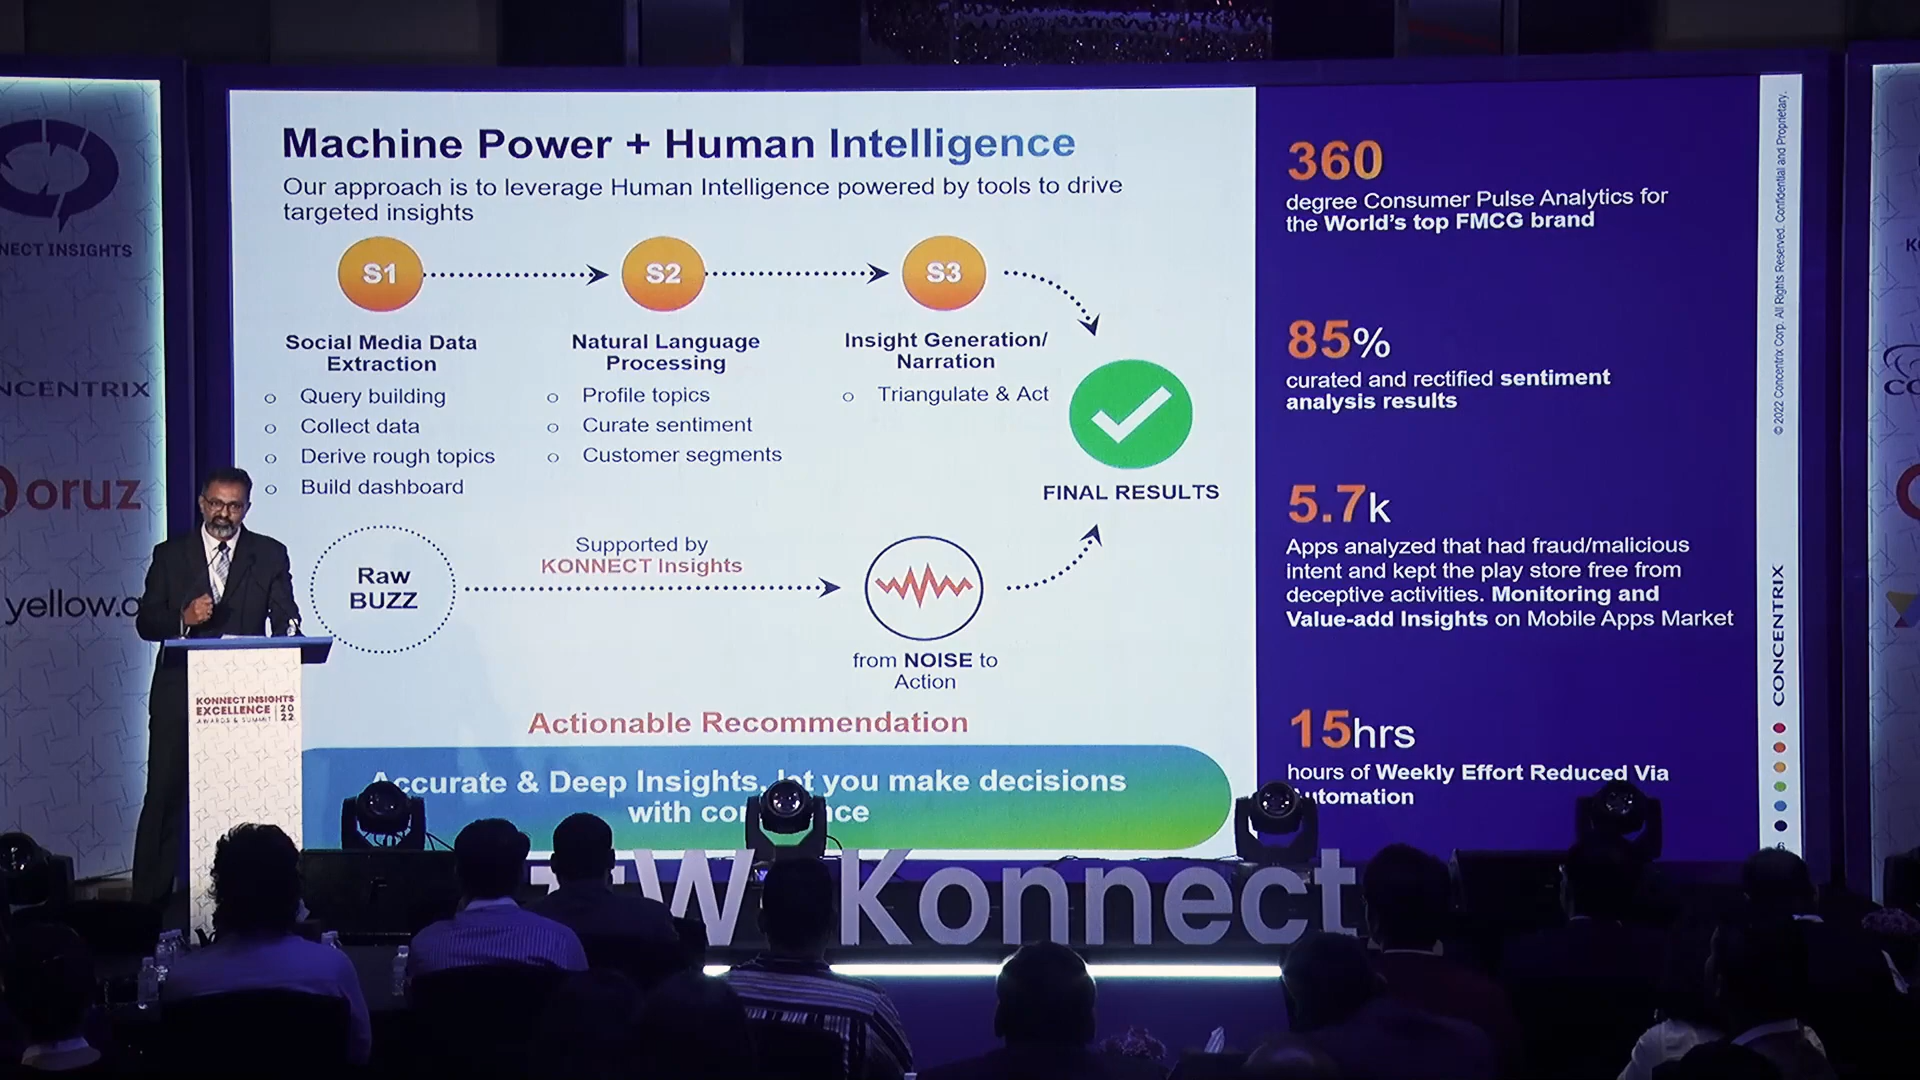 Machine Power + Human Intelligence
Our approach is to leverage Human Intelligence powered by tools to drive
targeted insights
S1
S2
S3
Social Media Data
Extraction
o Query building
o Collect data
o Derive rough topics
o Build dashboard
Natural Language
Processing
o Profile topics
o Curate sentiment
o Customer segments
Insight Generation/
Narration
o Triangulate & Act
FINAL RESULTS
Raw
BUZZ
Supported by
KONNECT Insights
from NOISE to
Action
Actionable Recommendation
Accurate & Deep Insights, let you make decisions
with
360
degree Consumer Pulse Analytics for
the World's top FMCG brand
85%
curated and rectified sentiment
analysis results
5.7k
Apps analyzed that had fraud/malicious
intent and kept the play store free from
deceptive activities. Monitoring and
Value-add Insights on Mobile Apps Market
15hrs
hours of Weekly Effort Reduced Via
Automation
© 2022 Concentrix Corp. All Rights Reserved. Confidential and Proprietary.
CONCENTRIX
6
NECT INSIGHTS
NCENTRIX
oruz
yellow.a
KONNECT INSIGHTS
EXCELLENCE
AWARDS & SUMMIT
20
22
Konnect